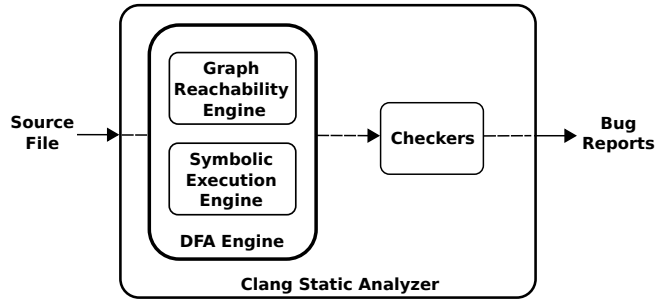 Source
File
Graph
Reachability
Engine
Symbolic
Execution
Engine
DFA Engine
Checkers
Bug
Reports
Clang Static Analyzer